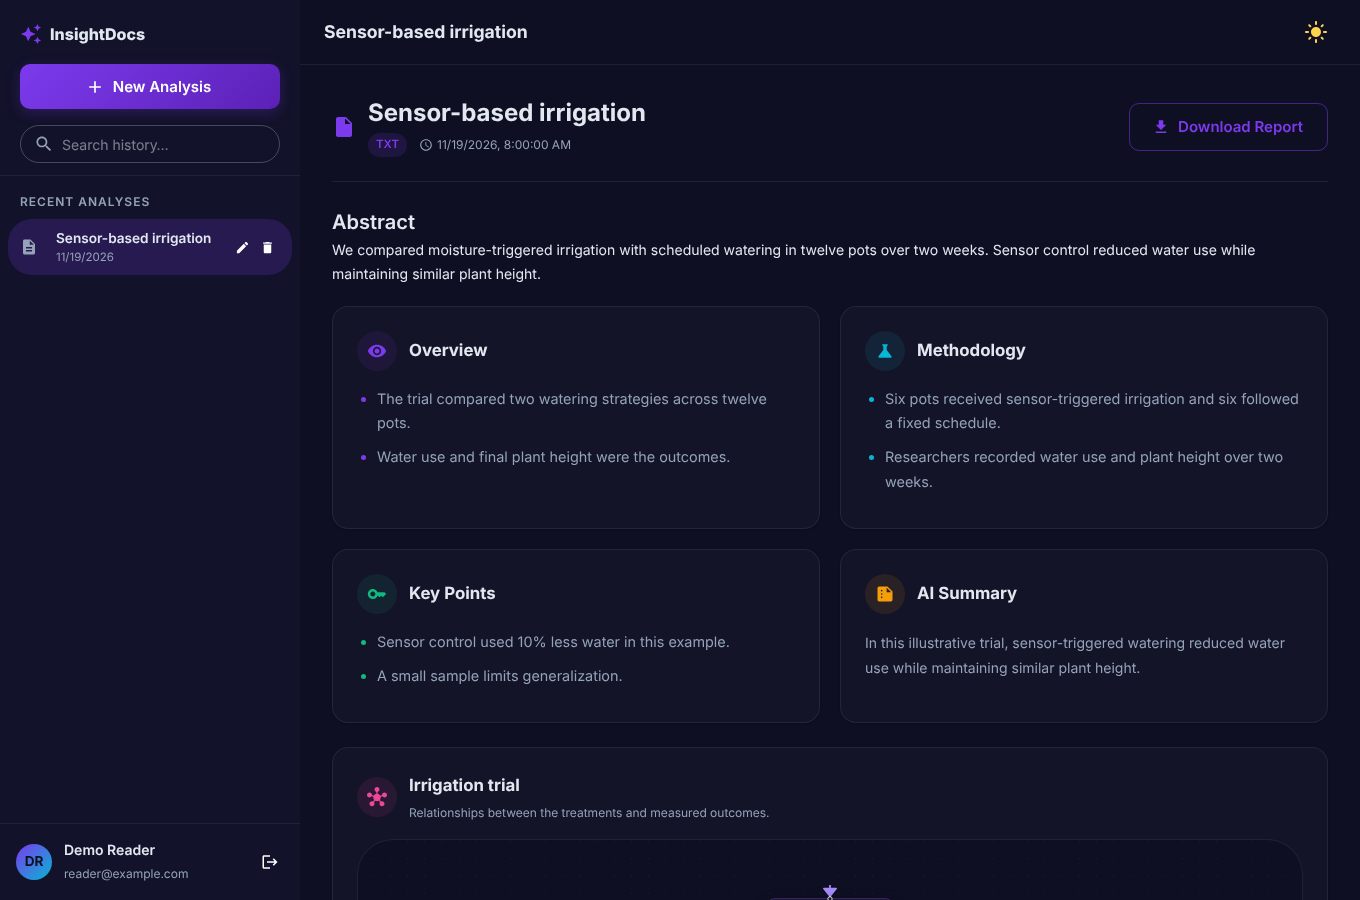 InsightDocs
New Analysis
Search history...
RECENT ANALYSES
Sensor-based irrigation
11/19/2026
Demo Reader
DR
reader@example.com
Sensor-based irrigation
Sensor-based irrigation
TXT
11/19/2026, 8:00:00 AM
Download Report
Abstract
We compared moisture-triggered irrigation with scheduled watering in twelve pots over two weeks. Sensor control reduced water use while
maintaining similar plant height.
Overview
The trial compared two watering strategies across twelve
pots.
Water use and final plant height were the outcomes.
Methodology
Six pots received sensor-triggered irrigation and six followed
a fixed schedule.
Researchers recorded water use and plant height over two
weeks.
Key Points
Sensor control used 10% less water in this example.
A small sample limits generalization.
AI Summary
In this illustrative trial, sensor-triggered watering reduced water
use while maintaining similar plant height.
Irrigation trial
Relationships between the treatments and measured outcomes.